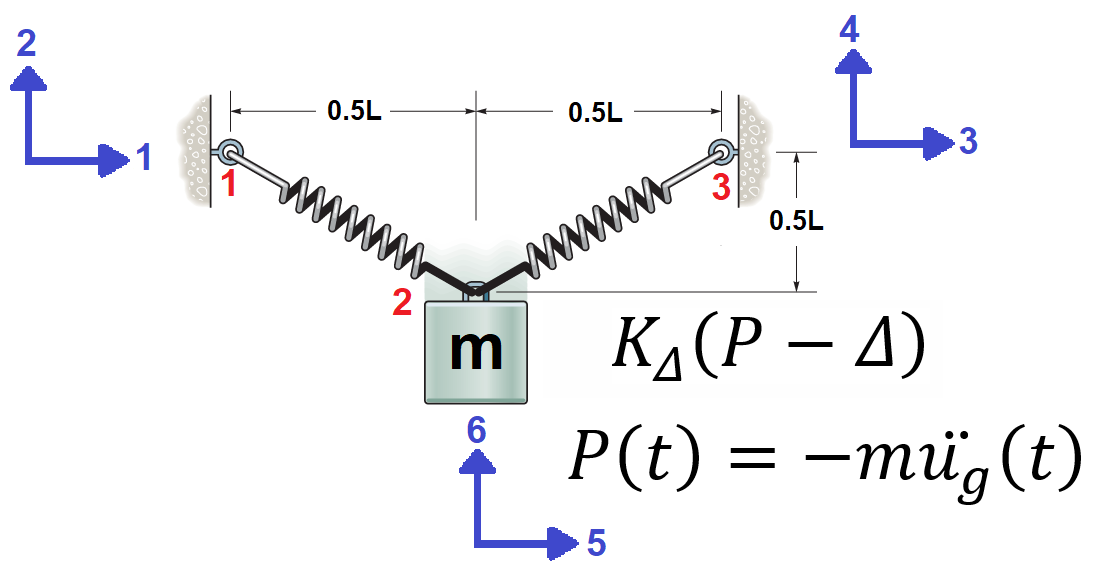 2
4
0.5L
0.5L
1
3
1
3
0.5L
2
m
K_Δ(P − Δ)
6
P(t) = −mü_g(t)
5